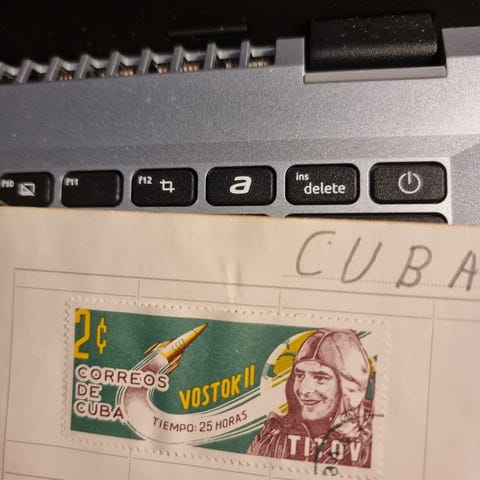 F10
F11
F12
a
ins
delete
CUBA
2¢
CORREOS
DE
CUBA
VOSTOK II
TIEMPO: 25 HORAS
TITOV